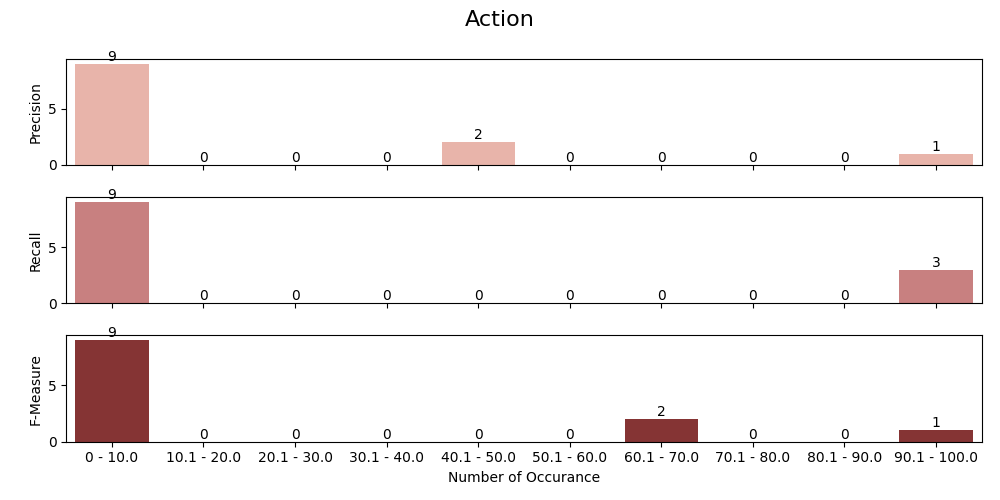 Action
Precision
5
0
9 0 0 0 2 0 0 0 0 1
Recall
5
0
9 0 0 0 0 0 0 0 0 3
F-Measure
5
0
9 0 0 0 0 0 2 0 0 1
0 - 10.0 10.1 - 20.0 20.1 - 30.0 30.1 - 40.0 40.1 - 50.0 50.1 - 60.0 60.1 - 70.0 70.1 - 80.0 80.1 - 90.0 90.1 - 100.0
Number of Occurance